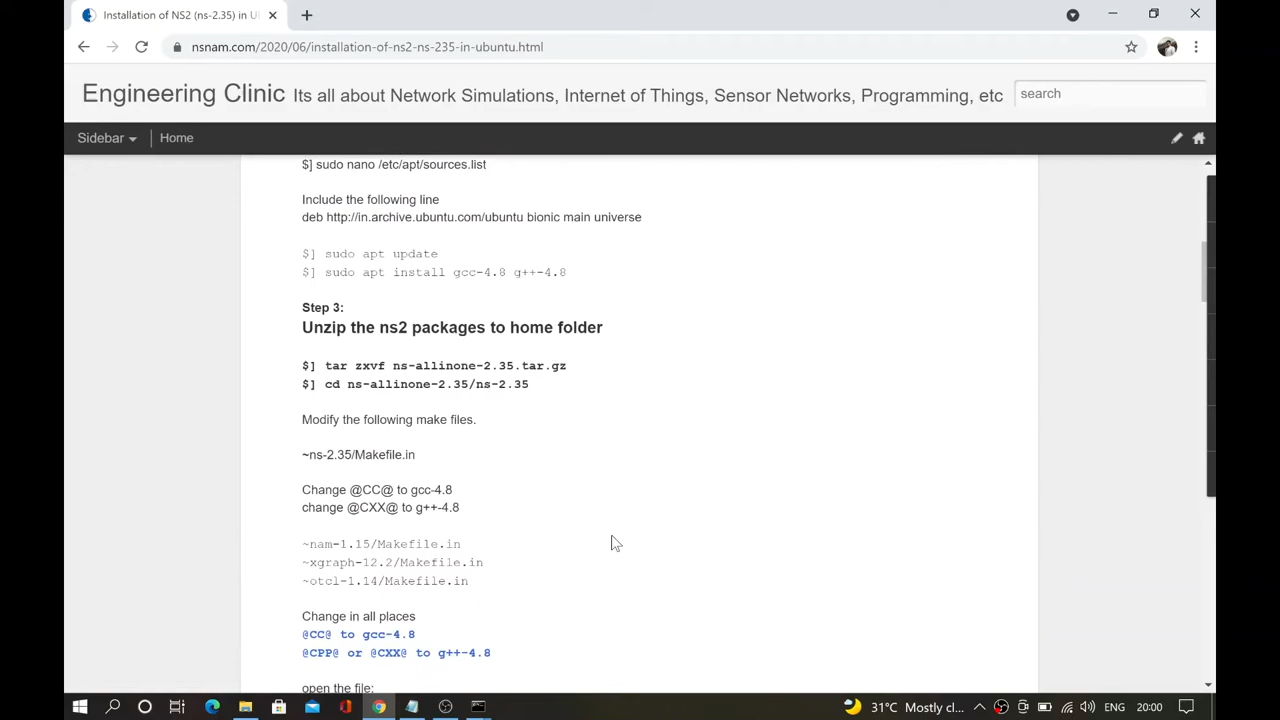 Installation of NS2 (ns-2.35) in U
nsnam.com/2020/06/installation-of-ns2-ns-235-in-ubuntu.html
Engineering Clinic Its all about Network Simulations, Internet of Things, Sensor Networks, Programming, etc
search
Sidebar Home
$] sudo nano /etc/apt/sources.list
Include the following line
deb http://in.archive.ubuntu.com/ubuntu bionic main universe
$] sudo apt update
$] sudo apt install gcc-4.8 g++-4.8
Step 3:
Unzip the ns2 packages to home folder
$] tar zxvf ns-allinone-2.35.tar.gz
$] cd ns-allinone-2.35/ns-2.35
Modify the following make files.
~ns-2.35/Makefile.in
Change @CC@ to gcc-4.8
change @CXX@ to g++-4.8
~nam-1.15/Makefile.in
~xgraph-12.2/Makefile.in
~otcl-1.14/Makefile.in
Change in all places
@CC@ to gcc-4.8
@CPP@ or @CXX@ to g++-4.8
open the file:
31°C Mostly c... ENG 20:00